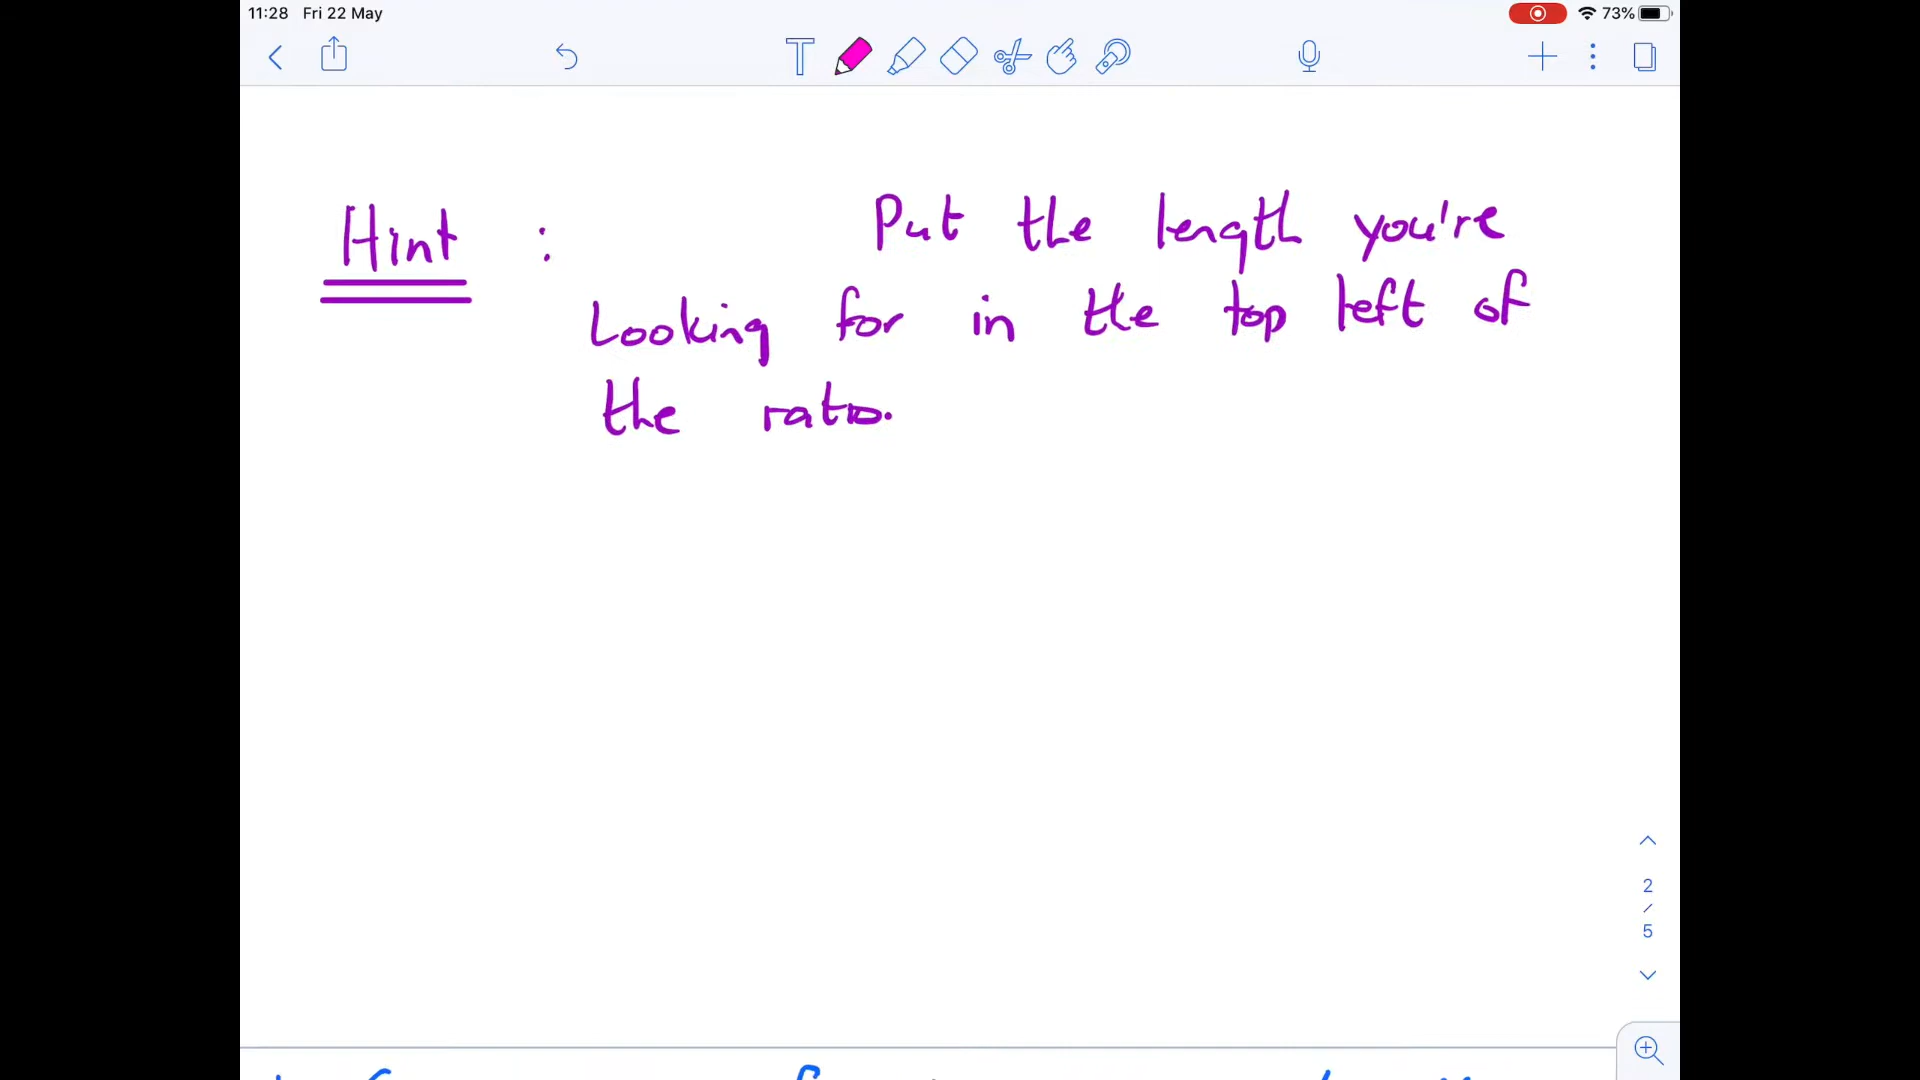 11:28 Fri 22 May
73%
T
Hint : Put the length you're
Looking for in the top left of
the ratio.
2
/
5